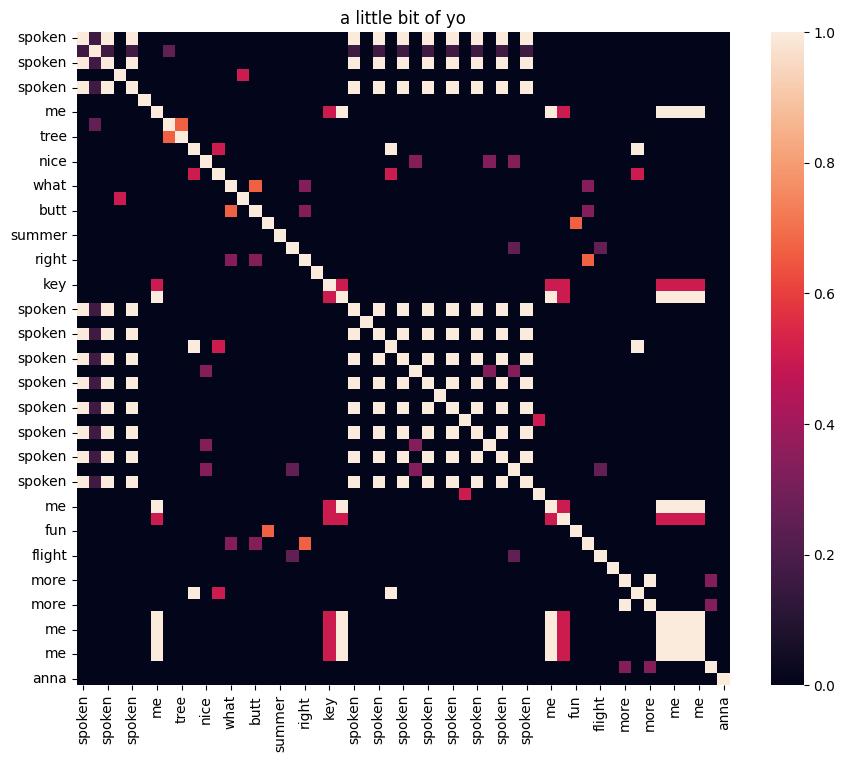 a little bit of yo
spoken
spoken
spoken
me
tree
nice
what
butt
summer
right
key
spoken
spoken
spoken
spoken
spoken
spoken
spoken
spoken
me
fun
flight
more
more
me
me
anna
1.0
0.8
0.6
0.4
0.2
0.0
spoken
spoken
spoken
me
tree
nice
what
butt
summer
right
key
spoken
spoken
spoken
spoken
spoken
spoken
spoken
spoken
me
fun
flight
more
more
me
me
anna